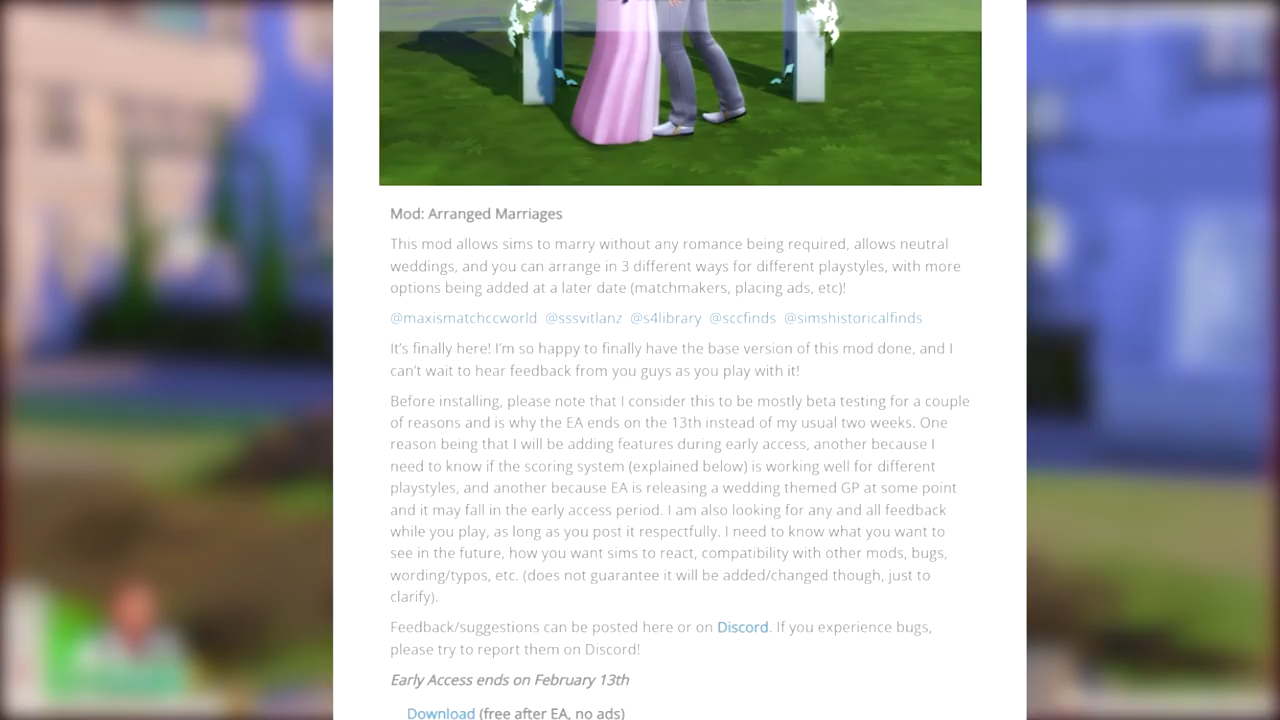 Mod: Arranged Marriages
This mod allows sims to marry without any romance being required, allows neutral
weddings, and you can arrange in 3 different ways for different playstyles, with more
options being added at a later date (matchmakers, placing ads, etc)!
@maxismatchccworld @sssvitlanz @s4library @sccfinds @simshistoricalfinds
It's finally here! I'm so happy to finally have the base version of this mod done, and I
can't wait to hear feedback from you guys as you play with it!
Before installing, please note that I consider this to be mostly beta testing for a couple
of reasons and is why the EA ends on the 13th instead of my usual two weeks. One
reason being that I will be adding features during early access, another because I
need to know if the scoring system (explained below) is working well for different
playstyles, and another because EA is releasing a wedding themed GP at some point
and it may fall in the early access period. I am also looking for any and all feedback
while you play, as long as you post it respectfully. I need to know what you want to
see in the future, how you want sims to react, compatibility with other mods, bugs,
wording/typos, etc. (does not guarantee it will be added/changed though, just to
clarify).
Feedback/suggestions can be posted here or on Discord. If you experience bugs,
please try to report them on Discord!
Early Access ends on February 13th
Download (free after EA, no ads)